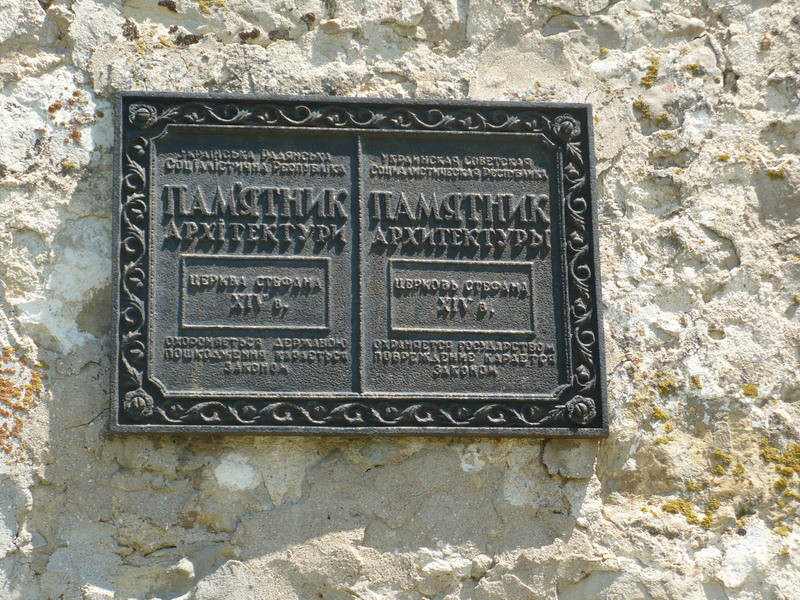 Українська Радянська
Соціалістична Республіка
ПАМ'ЯТНИК
АРХІТЕКТУРИ
ЦЕРКВА СТЕФАНА
XIV в,
ОХОРОНЯЄТЬСЯ ДЕРЖАВОЮ
ПОШКОДЖЕННЯ КАРАЄТЬСЯ
ЗАКОНОМ
Украинская Советская
Социалистическая Республика
ПАМЯТНИК
АРХИТЕКТУРЫ
ЦЕРКОВЬ СТЕФАНА
XIV в,
ОХРАНЯЕТСЯ ГОСУДАРСТВОМ
ПОВРЕЖДЕНИЕ КАРАЕТСЯ
ЗАКОНОМ